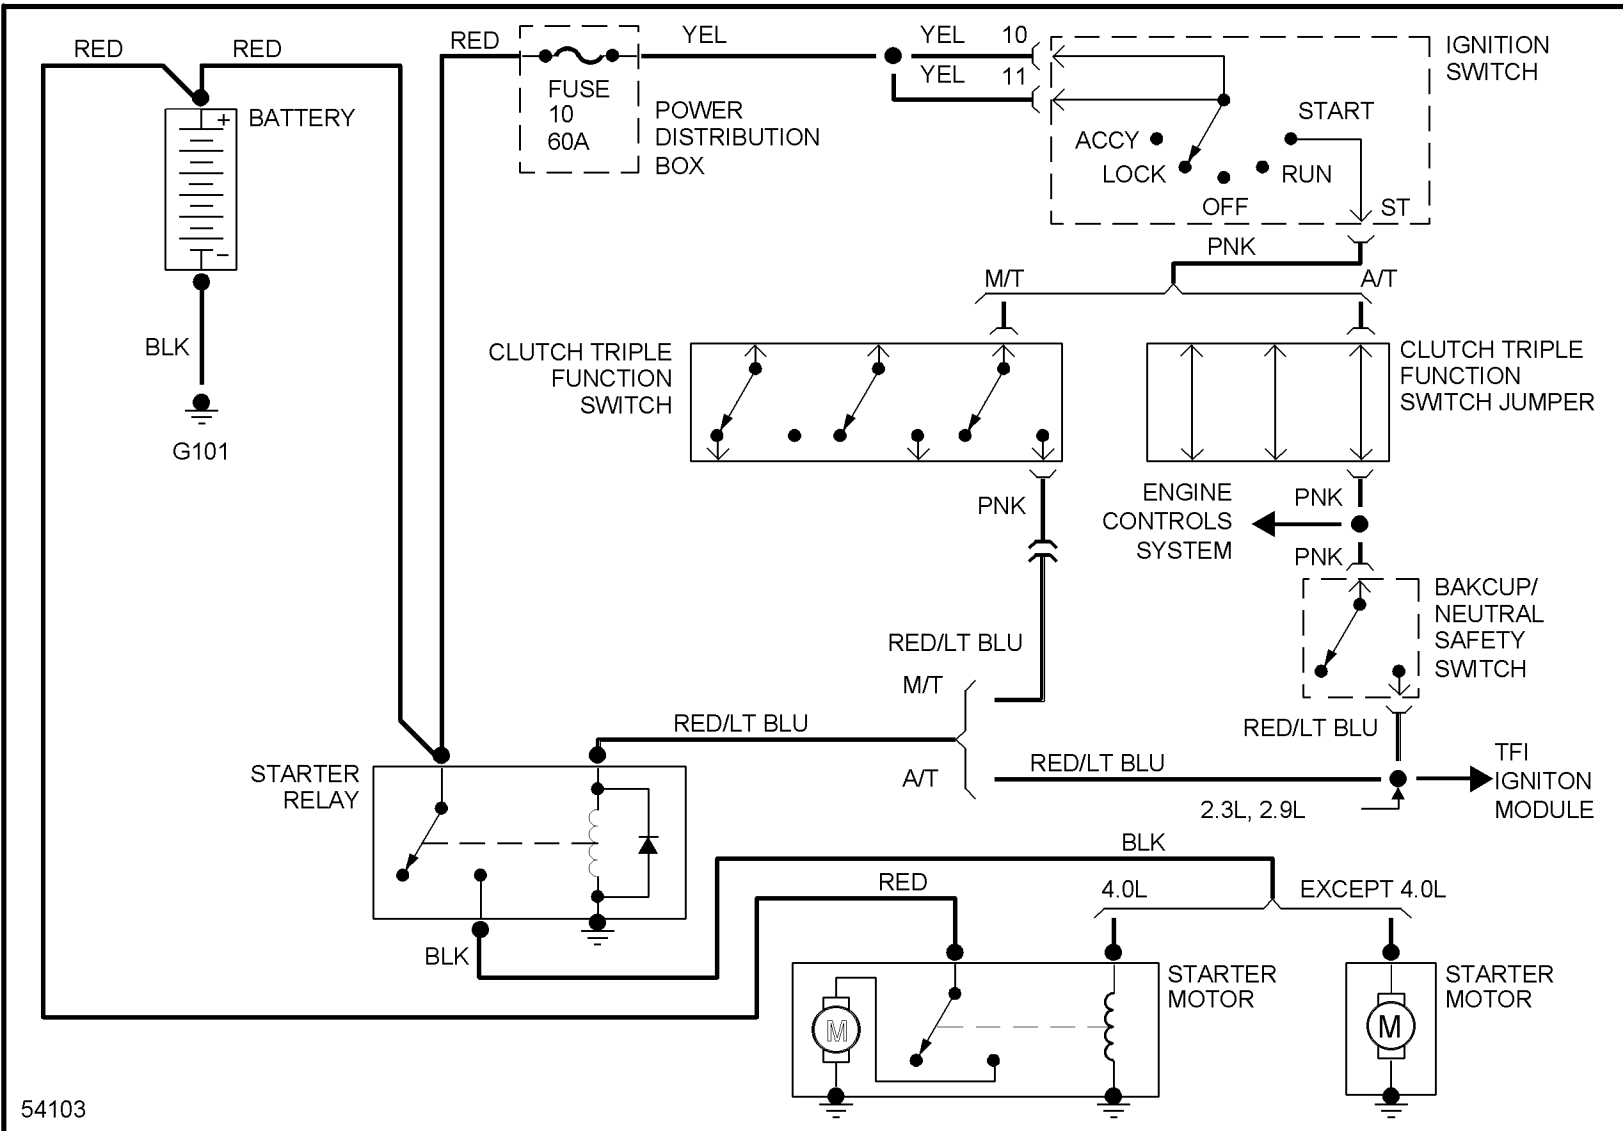 RED
RED
RED
YEL
YEL 10
YEL 11
IGNITION
SWITCH
BATTERY
+
−
FUSE
10
60A
POWER
DISTRIBUTION
BOX
START
ACCY
LOCK
RUN
OFF
ST
PNK
M/T
A/T
BLK
G101
CLUTCH TRIPLE
FUNCTION
SWITCH
CLUTCH TRIPLE
FUNCTION
SWITCH JUMPER
PNK
ENGINE
CONTROLS
SYSTEM
PNK
PNK
BAKCUP/
NEUTRAL
SAFETY
SWITCH
RED/LT BLU
M/T
RED/LT BLU
A/T
RED/LT BLU
RED/LT BLU
TFI
IGNITON
MODULE
2.3L, 2.9L
STARTER
RELAY
BLK
RED
4.0L
EXCEPT 4.0L
BLK
M
STARTER
MOTOR
M
STARTER
MOTOR
54103